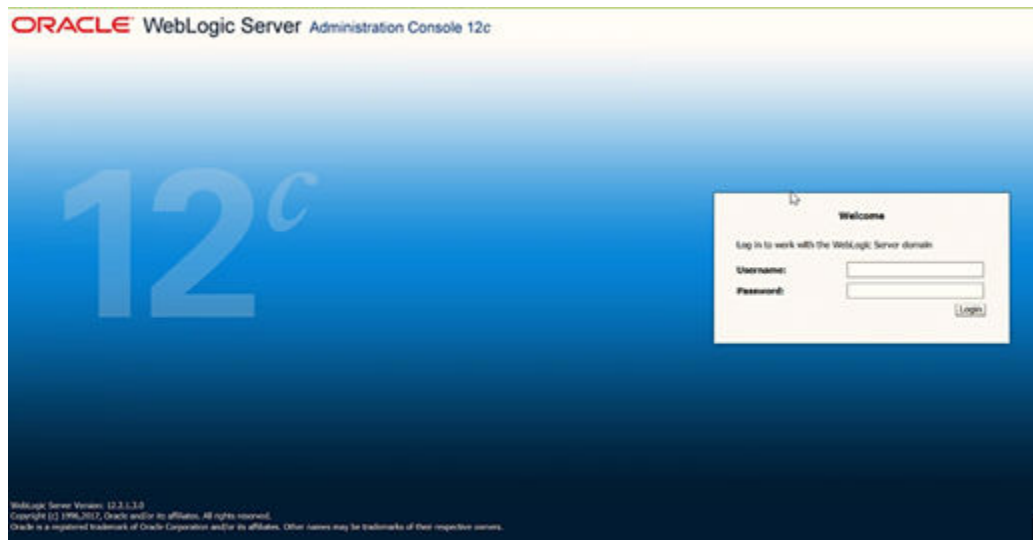 ORACLE WebLogic Server Administration Console 12c
12c
Welcome
Log in to work with the WebLogic Server domain
Username:
Password:
Login
WebLogic Server Version: 12.2.1.3.0
Copyright (c) 1996,2017, Oracle and/or its affiliates. All rights reserved.
Oracle is a registered trademark of Oracle Corporation and/or its affiliates. Other names may be trademarks of their respective owners.